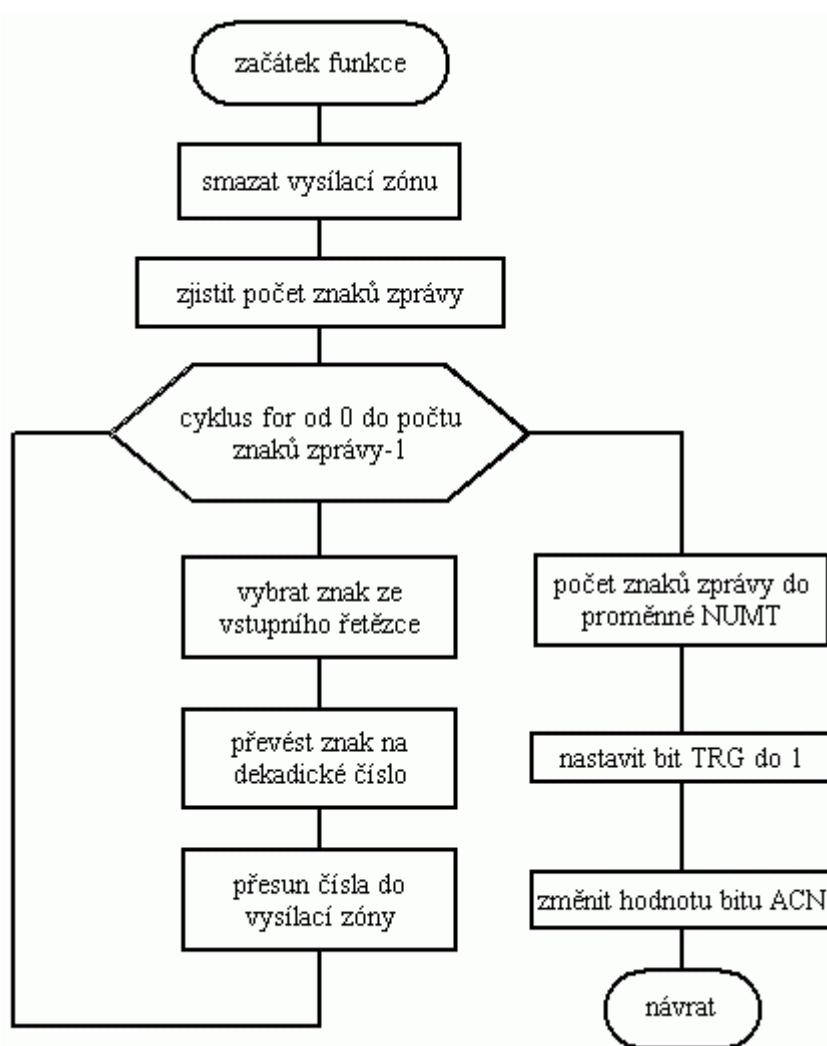 začátek funkce
smazat vysílací zónu
zjistit počet znaků zprávy
cyklus for od 0 do počtu
znaků zprávy-1
vybrat znak ze
vstupního řetězce
převést znak na
dekadické číslo
přesun čísla do
vysílací zóny
počet znaků zprávy do
proměnné NUMT
nastavit bit TRG do 1
změnit hodnotu bitu ACN
návrat